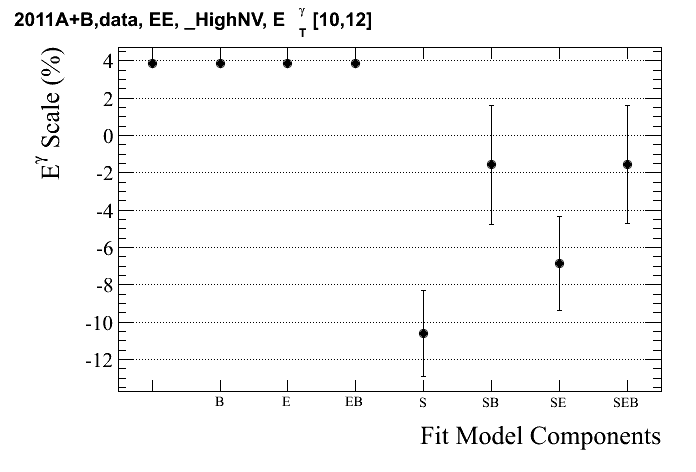 2011A+B,data, EE, _HighNV, E γ T [10,12]
E γ Scale (%)
4
2
0
-2
-4
-6
-8
-10
-12
B E EB S SB SE SEB
Fit Model Components